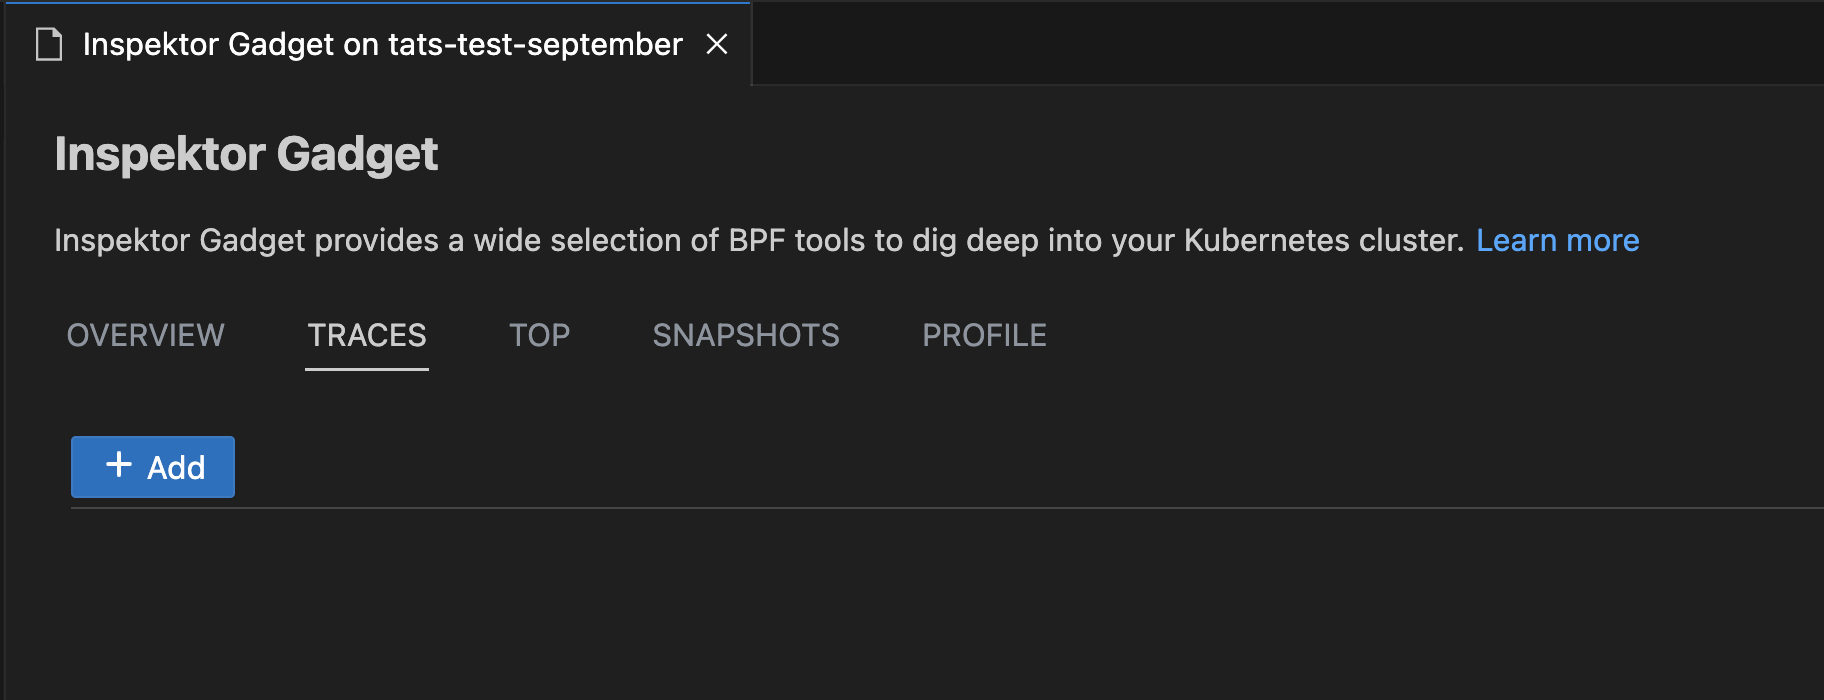 Inspektor Gadget on tats-test-september
Inspektor Gadget
Inspektor Gadget provides a wide selection of BPF tools to dig deep into your Kubernetes cluster. Learn more
OVERVIEW TRACES TOP SNAPSHOTS PROFILE
+ Add